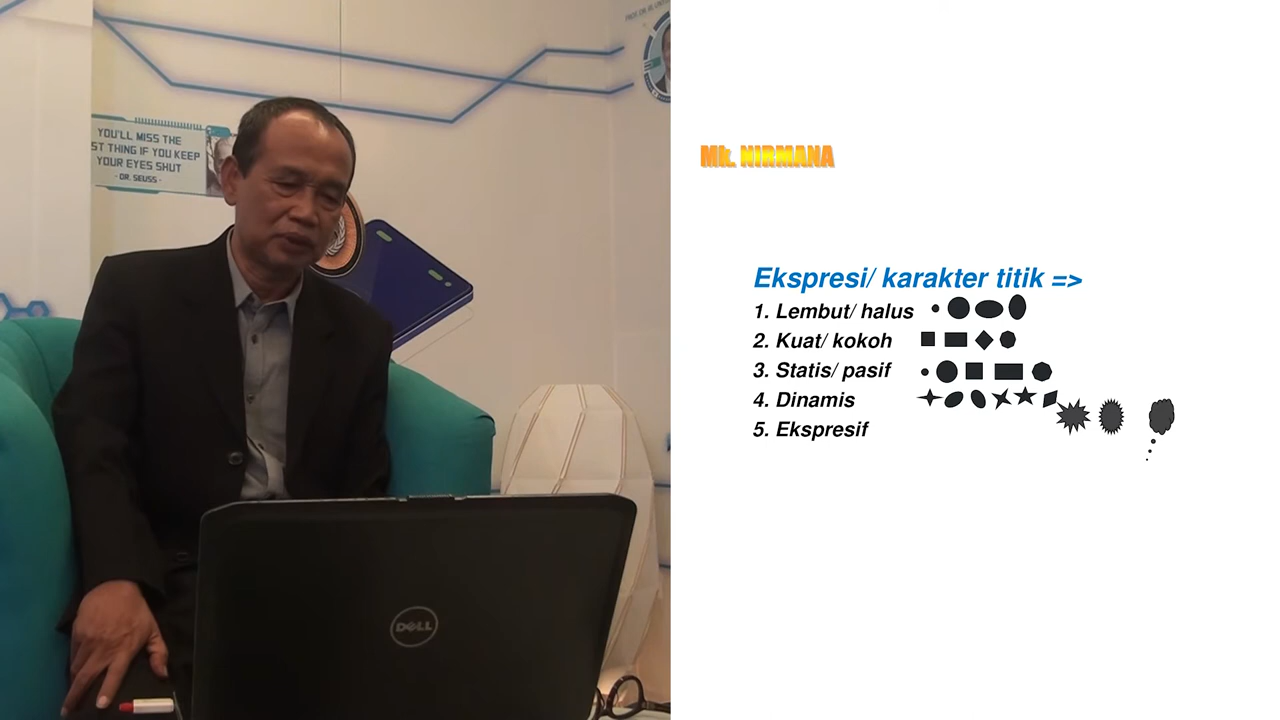 YOU'LL MISS THE
ST THING IF YOU KEEP
YOUR EYES SHUT
- DR. SEUSS -
DELL
Mk. NIRMANA
Ekspresi/ karakter titik =>
1. Lembut/ halus
2. Kuat/ kokoh
3. Statis/ pasif
4. Dinamis
5. Ekspresif